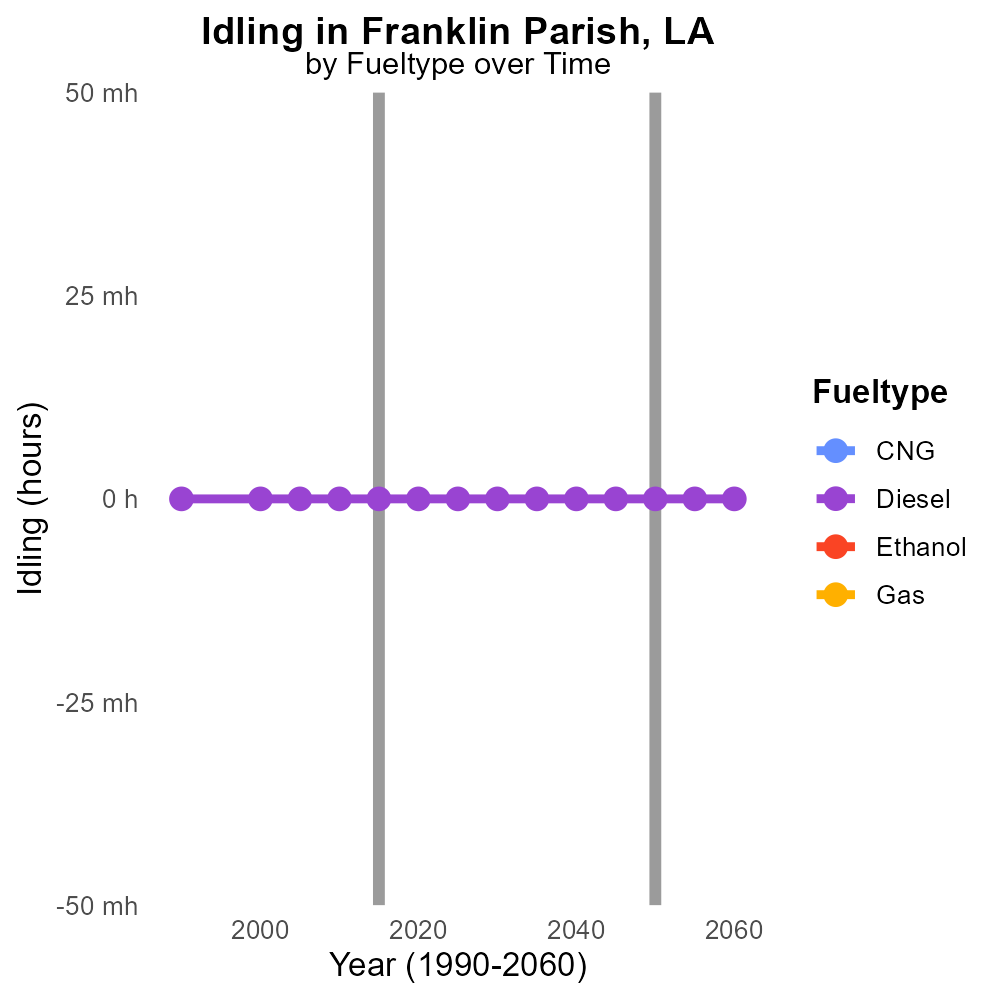 Idling in Franklin Parish, LA
by Fueltype over Time
50 mh
25 mh
0 h
-25 mh
-50 mh
Idling (hours)
2000
2020
2040
2060
Year (1990-2060)
Fueltype
CNG
Diesel
Ethanol
Gas